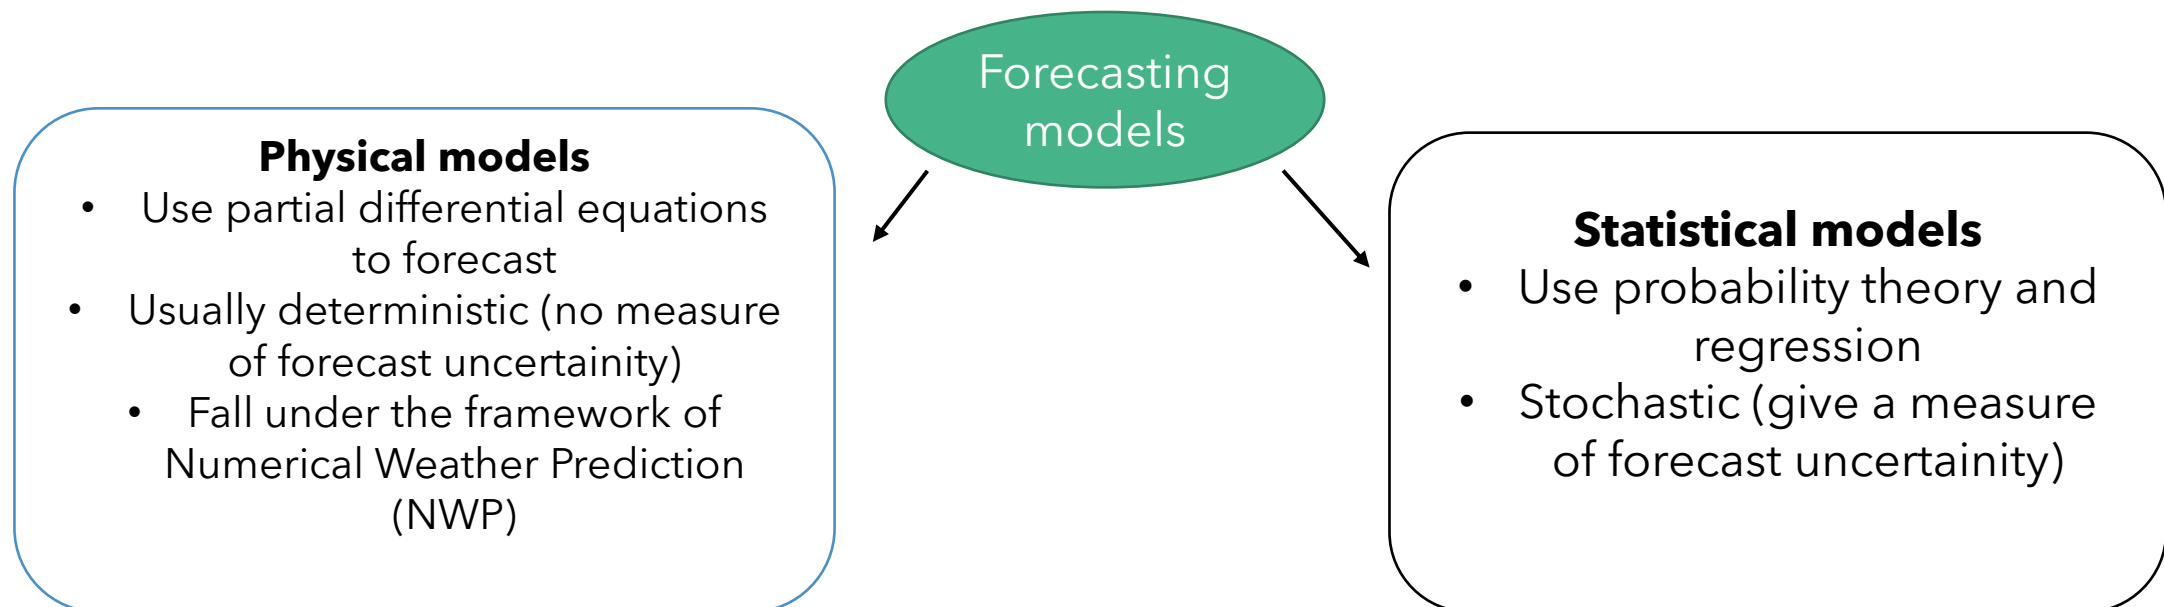 Forecasting
models
Physical models
• Use partial differential equations
to forecast
• Usually deterministic (no measure
of forecast uncertainity)
• Fall under the framework of
Numerical Weather Prediction
(NWP)
Statistical models
• Use probability theory and
regression
• Stochastic (give a measure
of forecast uncertainity)